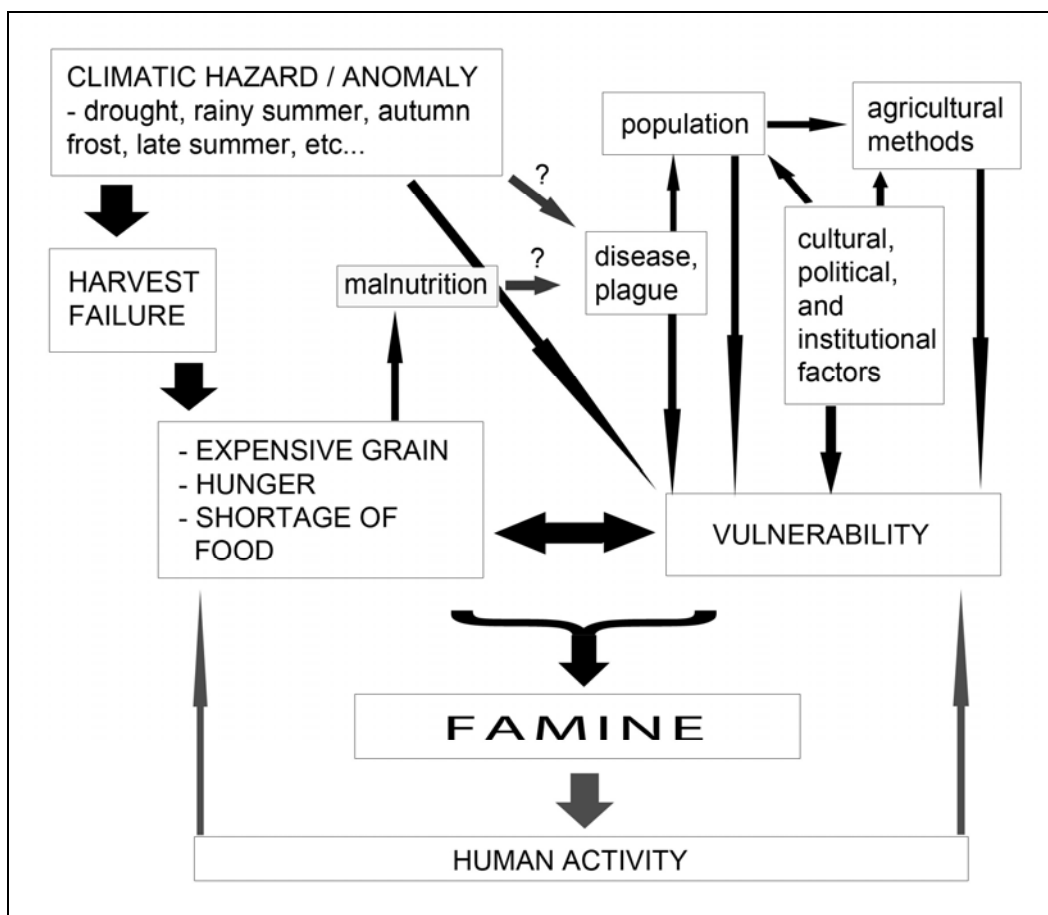 CLIMATIC HAZARD / ANOMALY
- drought, rainy summer, autumn
frost, late summer, etc...
population
agricultural
methods
?
HARVEST
FAILURE
malnutrition
?
disease,
plague
cultural,
political,
and
institutional
factors
- EXPENSIVE GRAIN
- HUNGER
- SHORTAGE OF
FOOD
VULNERABILITY
FAMINE
HUMAN ACTIVITY